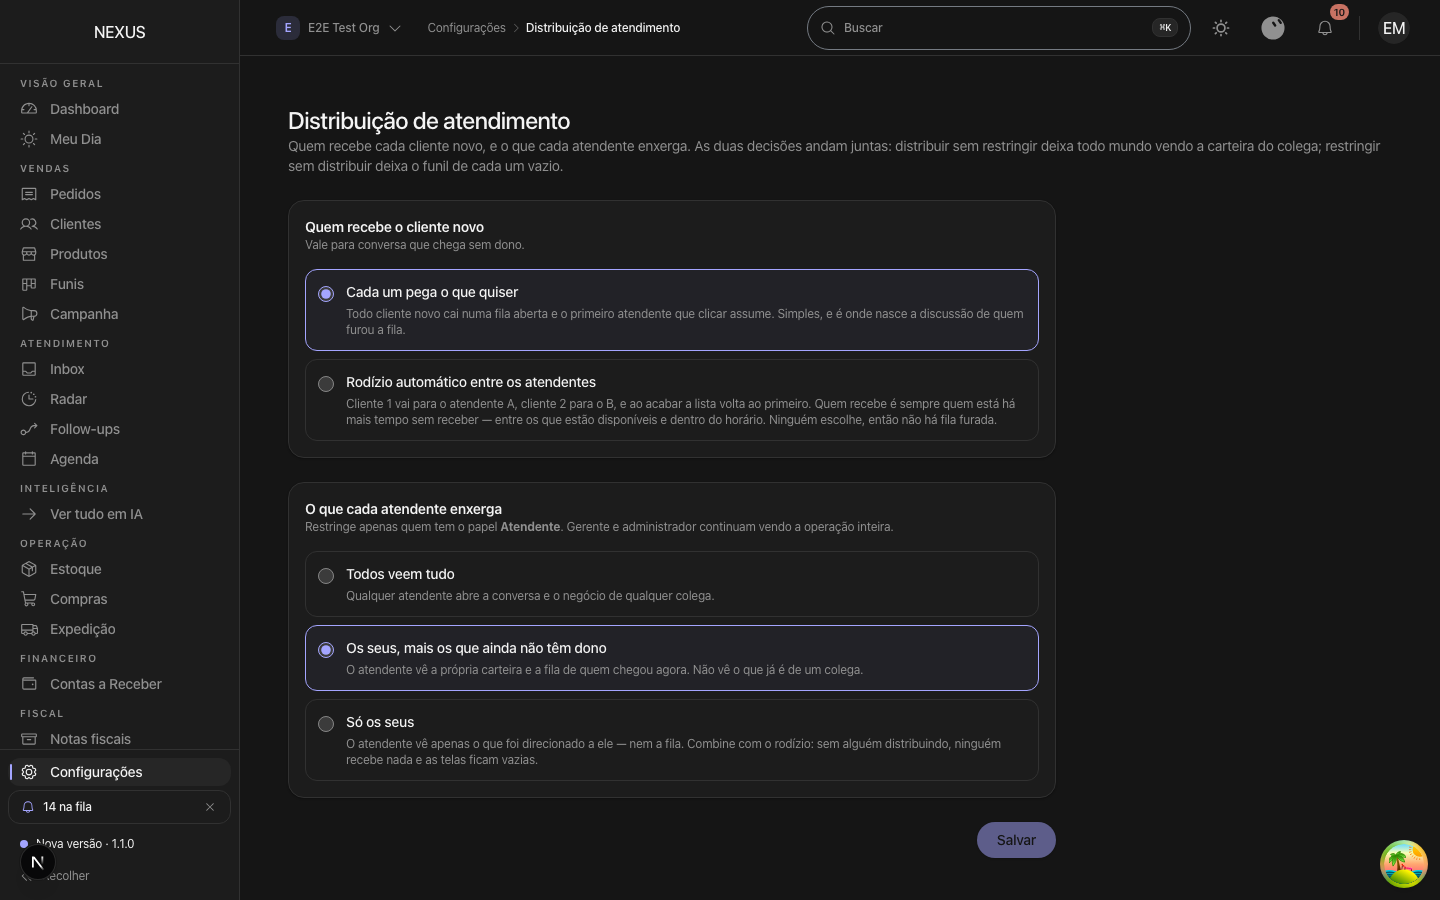 NEXUS
E
E2E Test Org
Configurações
Distribuição de atendimento
Buscar
⌘K
10
EM
VISÃO GERAL
Dashboard
Meu Dia
VENDAS
Pedidos
Clientes
Produtos
Funis
Campanha
ATENDIMENTO
Inbox
Radar
Follow-ups
Agenda
INTELIGÊNCIA
Ver tudo em IA
OPERAÇÃO
Estoque
Compras
Expedição
FINANCEIRO
Contas a Receber
FISCAL
Notas fiscais
Configurações
14 na fila
Nova versão · 1.1.0
N
ecolher
Distribuição de atendimento
Quem recebe cada cliente novo, e o que cada atendente enxerga. As duas decisões andam juntas: distribuir sem restringir deixa todo mundo vendo a carteira do colega; restringir
sem distribuir deixa o funil de cada um vazio.
Quem recebe o cliente novo
Vale para conversa que chega sem dono.
Cada um pega o que quiser
Todo cliente novo cai numa fila aberta e o primeiro atendente que clicar assume. Simples, e é onde nasce a discussão de quem
furou a fila.
Rodízio automático entre os atendentes
Cliente 1 vai para o atendente A, cliente 2 para o B, e ao acabar a lista volta ao primeiro. Quem recebe é sempre quem está há
mais tempo sem receber — entre os que estão disponíveis e dentro do horário. Ninguém escolhe, então não há fila furada.
O que cada atendente enxerga
Restringe apenas quem tem o papel Atendente. Gerente e administrador continuam vendo a operação inteira.
Todos veem tudo
Qualquer atendente abre a conversa e o negócio de qualquer colega.
Os seus, mais os que ainda não têm dono
O atendente vê a própria carteira e a fila de quem chegou agora. Não vê o que já é de um colega.
Só os seus
O atendente vê apenas o que foi direcionado a ele — nem a fila. Combine com o rodízio: sem alguém distribuindo, ninguém
recebe nada e as telas ficam vazias.
Salvar